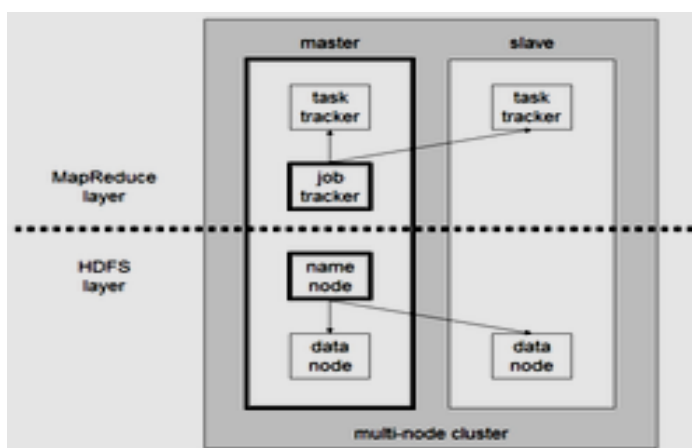 master
slave
task
tracker
task
tracker
MapReduce
layer
job
tracker
HDFS
layer
name
node
data
node
data
node
multi-node cluster